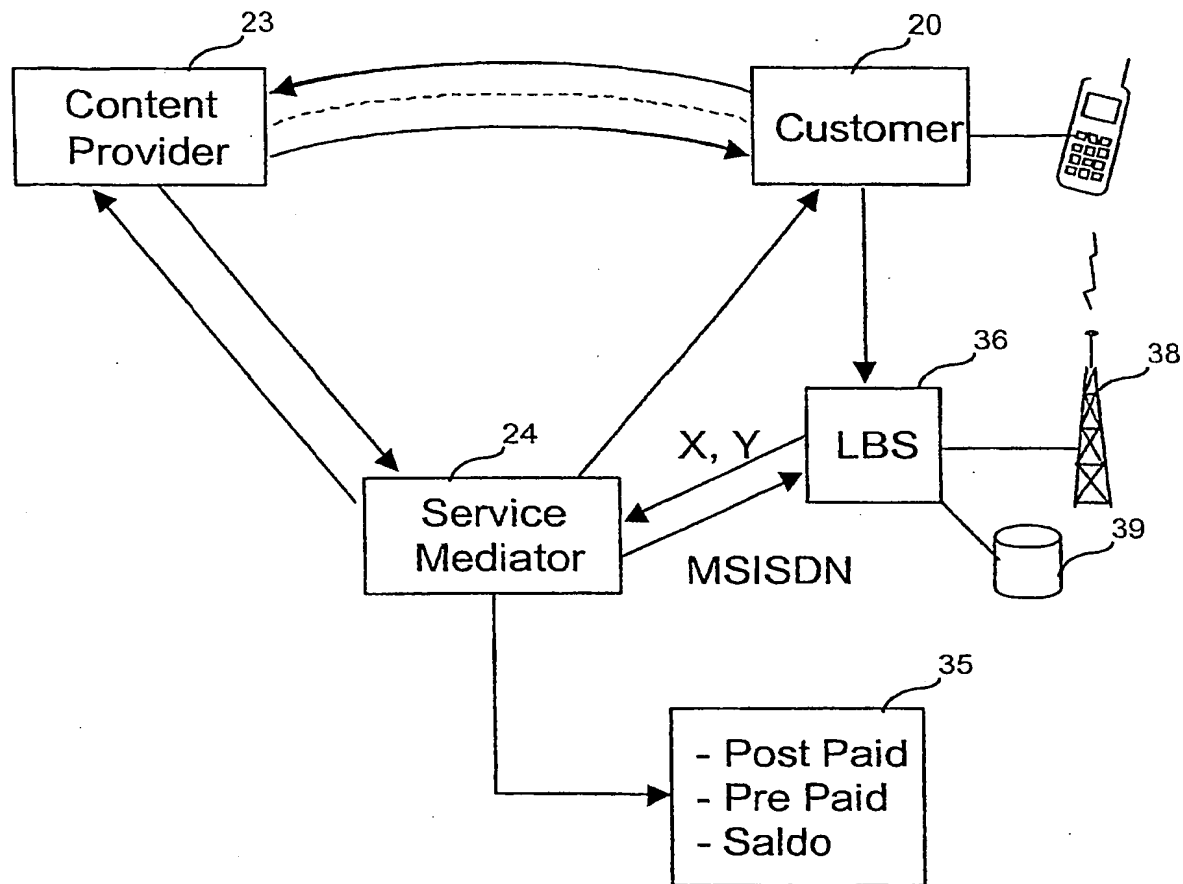 23
20
Content
Provider
Customer
36
38
24
X, Y
LBS
Service
Mediator
39
MSISDN
35
- Post Paid
- Pre Paid
- Saldo